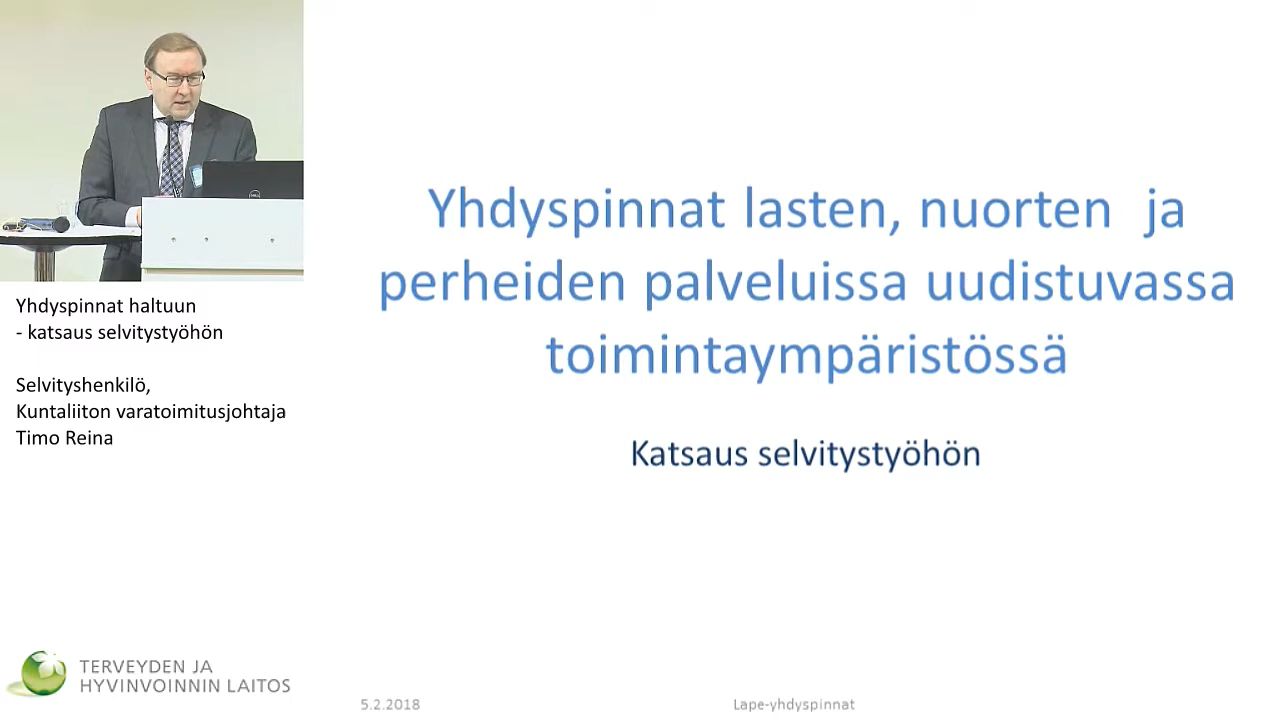 Yhdyspinnat haltuun
- katsaus selvitystyöhön
Selvityshenkilö,
Kuntaliiton varatoimitusjohtaja
Timo Reina
TERVEYDEN JA
HYVINVOINNIN LAITOS
Yhdyspinnat lasten, nuorten ja
perheiden palveluissa uudistuvassa
toimintaympäristössä
Katsaus selvitystyöhön
5.2.2018
Lape-yhdyspinnat